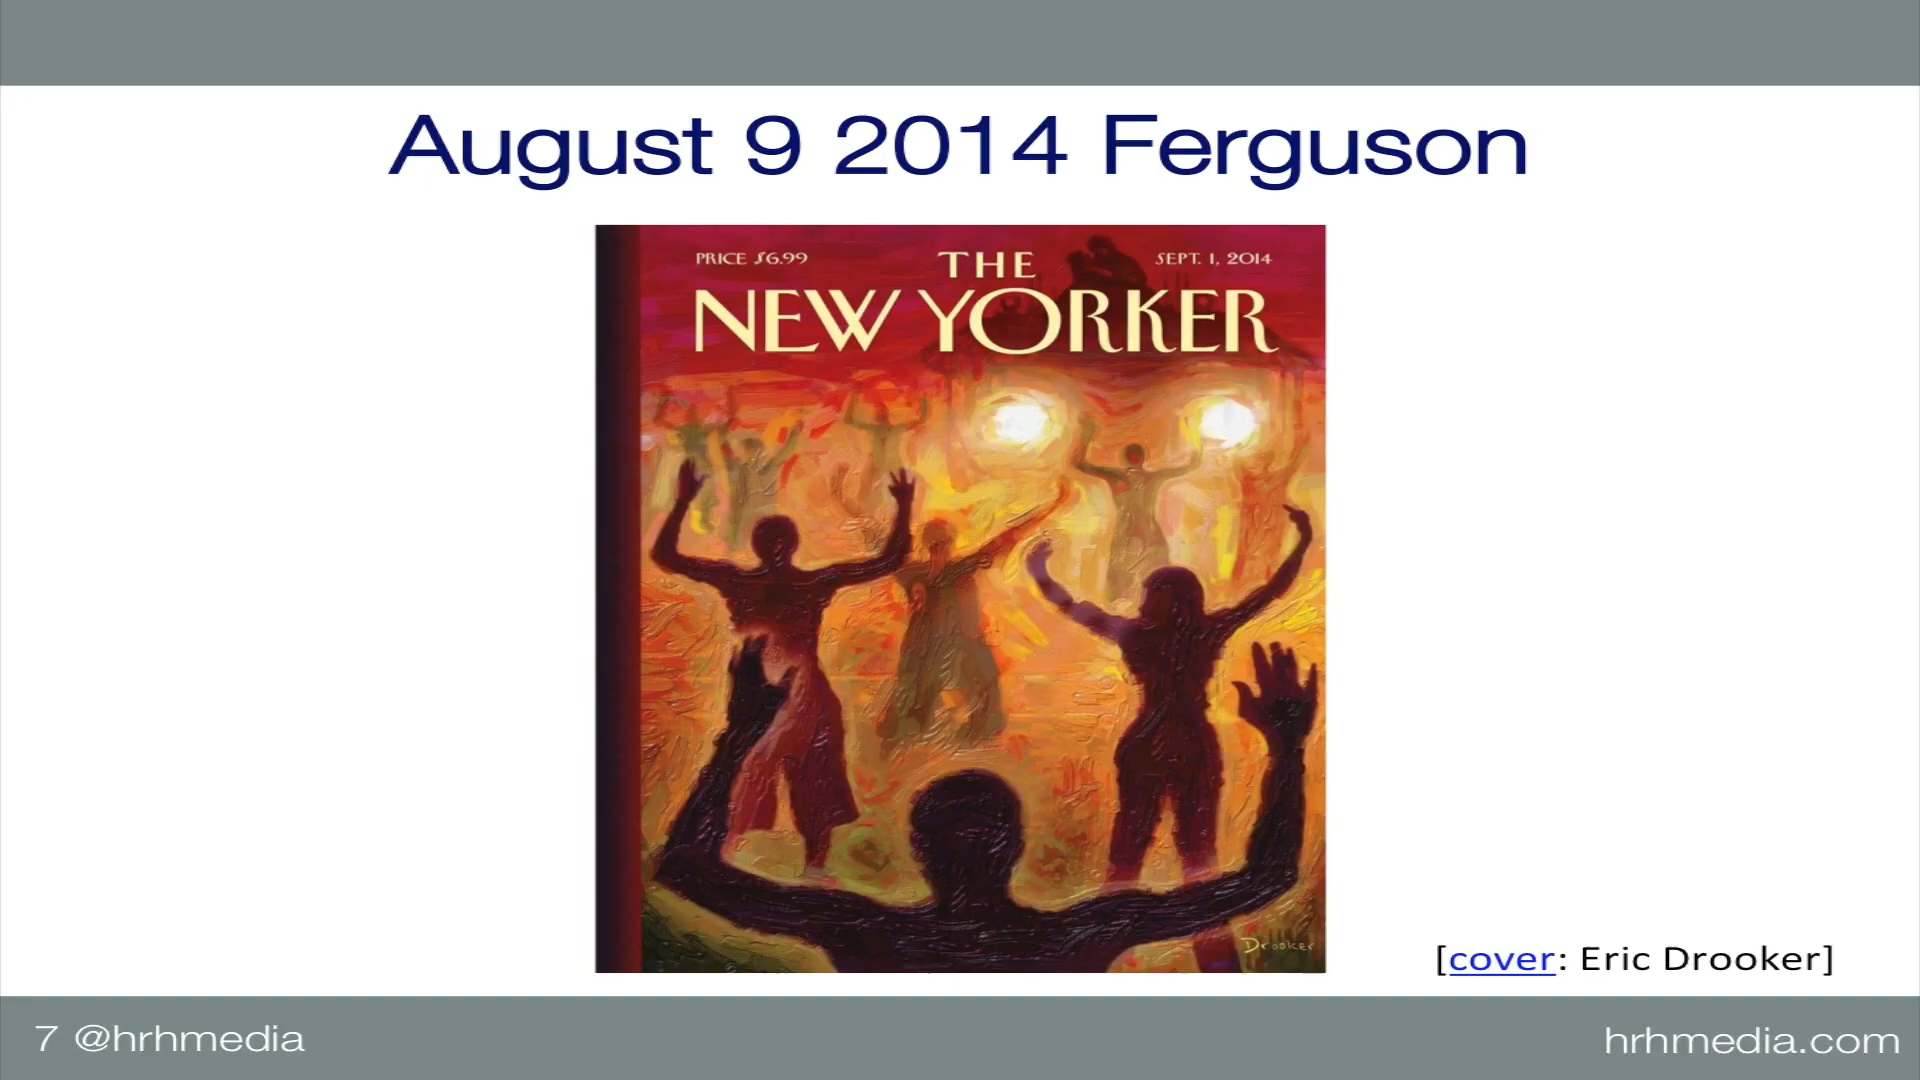 August 9 2014 Ferguson
PRICE $6.99
THE
SEPT. 1, 2014
NEW YORKER
Drooker
[cover: Eric Drooker]
7 @hrhmedia
hrhmedia.com